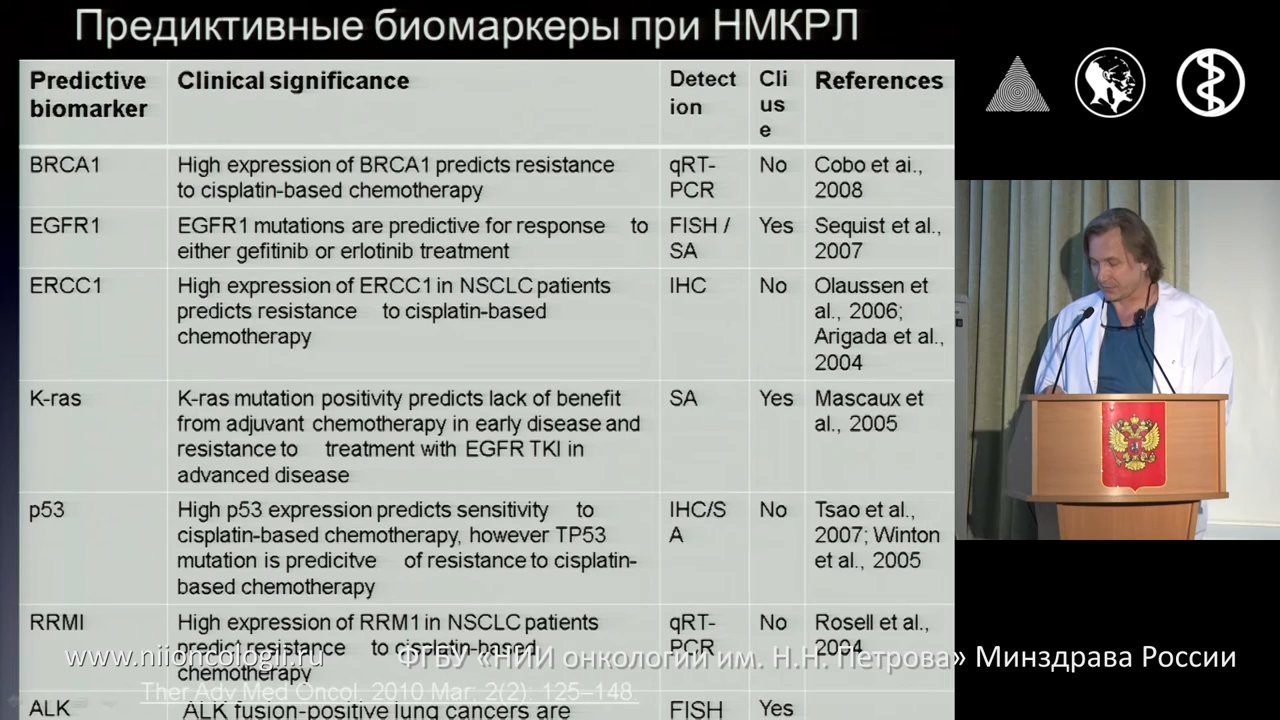 Предиктивные биомаркеры при НМКРЛ
Predictive
biomarker
Clinical significance
Detect
ion
Cli
us
e
References
BRCA1
High expression of BRCA1 predicts resistance
to cisplatin-based chemotherapy
qRT-
PCR
No
Cobo et ai.,
2008
EGFR1
EGFR1 mutations are predictive for response to
either gefitinib or erlotinib treatment
FISH /
SA
Yes
Sequist et al.,
2007
ERCC1
High expression of ERCC1 in NSCLC patients
predicts resistance to cisplatin-based
chemotherapy
IHC
No
Olaussen et
al., 2006;
Arigada et al.,
2004
K-ras
K-ras mutation positivity predicts lack of benefit
from adjuvant chemotherapy in early disease and
resistance to treatment with EGFR TKI in
advanced disease
SA
Yes
Mascaux et
al., 2005
p53
High p53 expression predicts sensitivity to
cisplatin-based chemotherapy, however TP53
mutation is predicitve of resistance to cisplatin-
based chemotherapy
IHC/S
A
No
Tsao et al.,
2007; Winton
et al., 2005
RRMI
High expression of RRM1 in NSCLC patients
predict resistance to cisplatin-based
chemotherapy
qRT-
PCR
No
Rosell et al.,
2004
www.niioncologii.ru ФГБУ «НИИ онкологии им. Н.Н. Петрова» Минздрава России
Ther Adv Med Oncol. 2010 Mar; 2(2): 125–148.
ALK
ALK fusion-positive lung cancers are
FISH
Yes